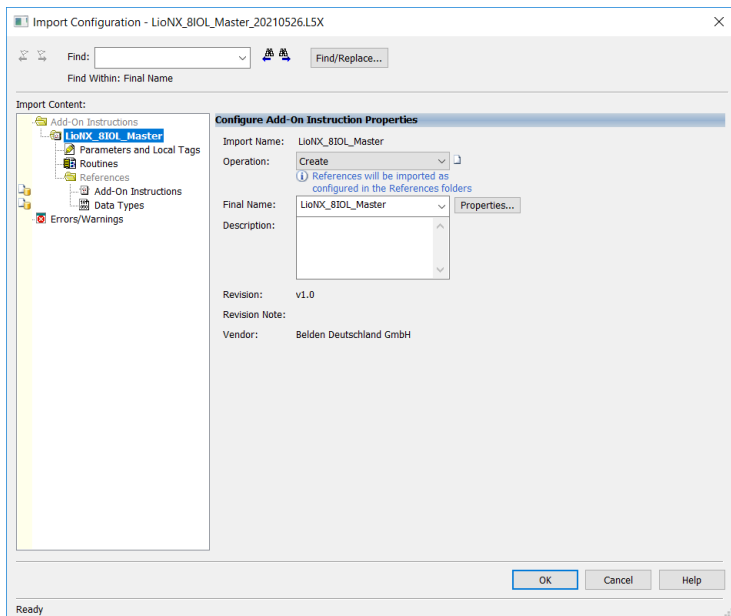 Import Configuration - LioNX_8IOL_Master_20210526.L5X
Find:
Find/Replace...
Find Within: Final Name
Import Content:
Add-On Instructions
LioNX_8IOL_Master
Parameters and Local Tags
Routines
References
Add-On Instructions
Data Types
Errors/Warnings
Configure Add-On Instruction Properties
Import Name: LioNX_8IOL_Master
Operation: Create
References will be imported as
configured in the References folders
Final Name: LioNX_8IOL_Master Properties...
Description:
Revision: v1.0
Revision Note:
Vendor: Belden Deutschland GmbH
OK Cancel Help
Ready